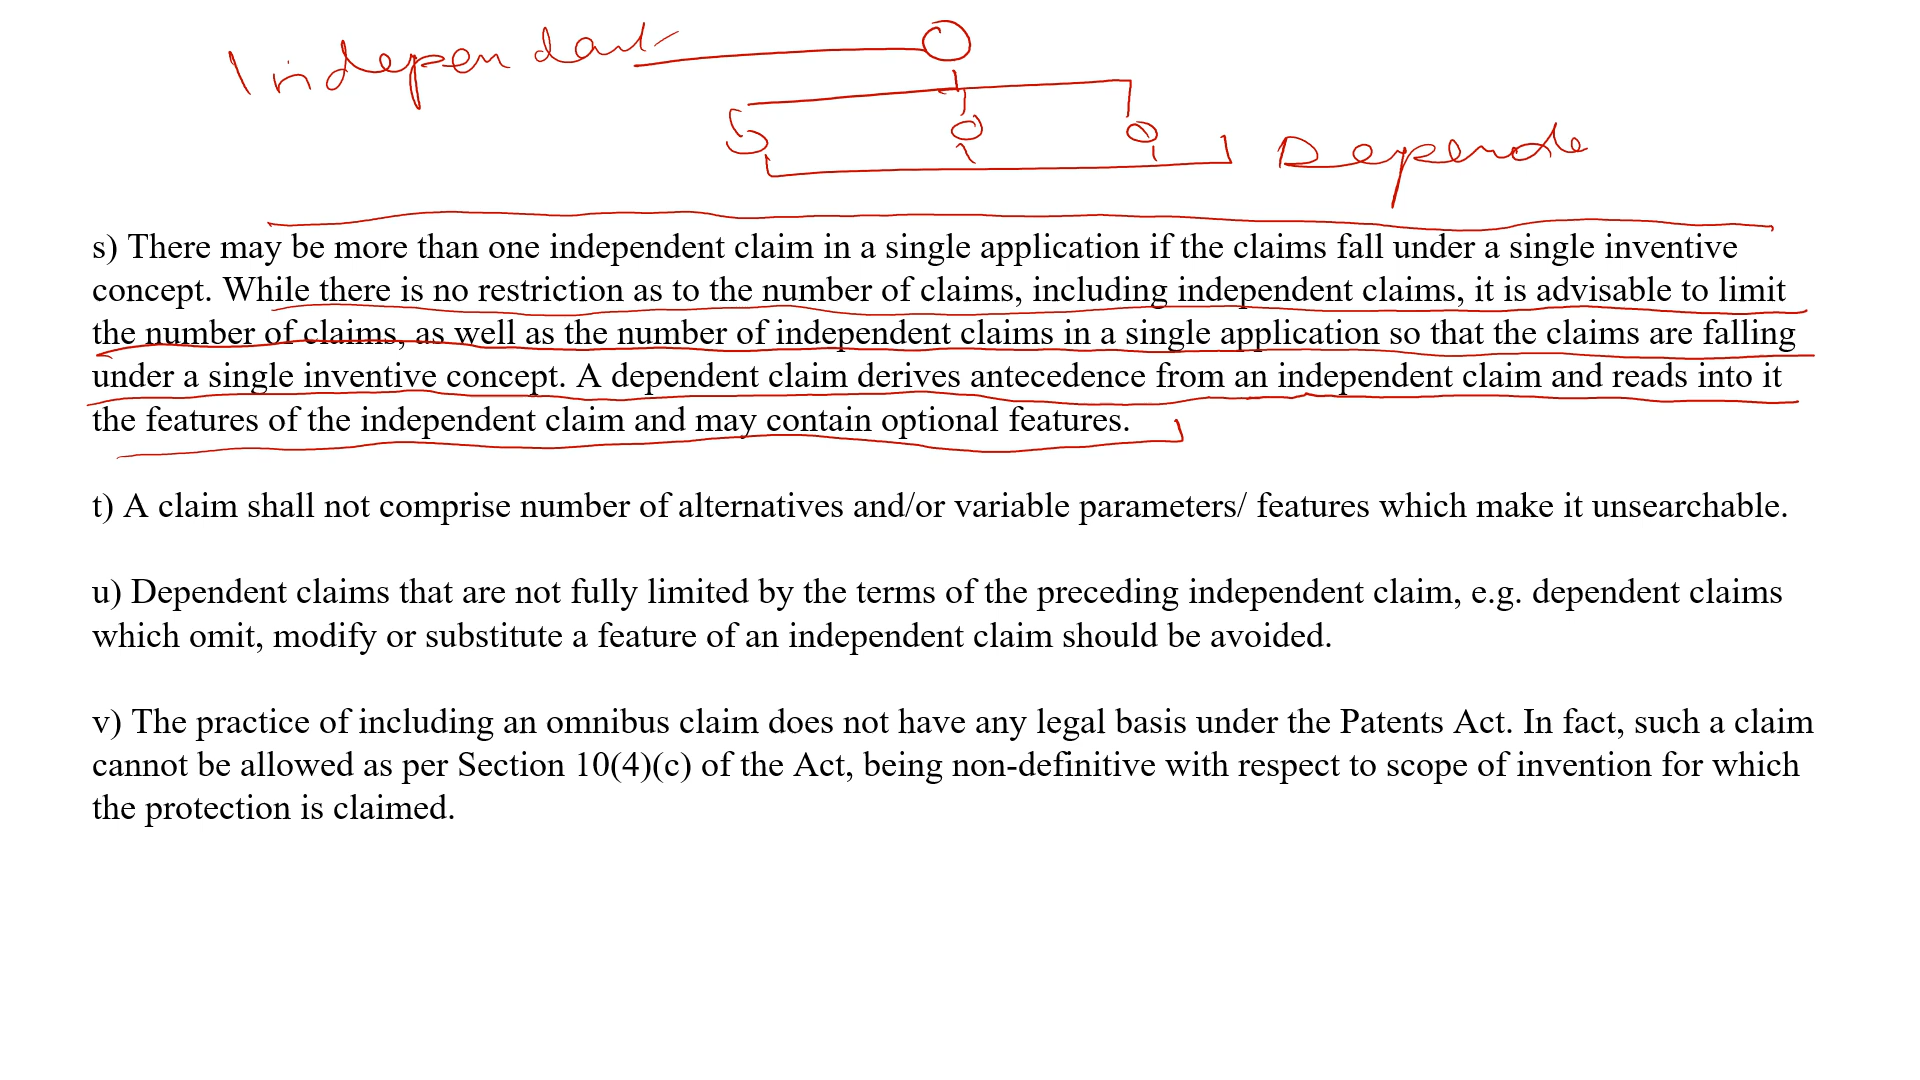 Independant
Depende
s) There may be more than one independent claim in a single application if the claims fall under a single inventive
concept. While there is no restriction as to the number of claims, including independent claims, it is advisable to limit
the number of claims, as well as the number of independent claims in a single application so that the claims are falling
under a single inventive concept. A dependent claim derives antecedence from an independent claim and reads into it
the features of the independent claim and may contain optional features.
t) A claim shall not comprise number of alternatives and/or variable parameters/ features which make it unsearchable.
u) Dependent claims that are not fully limited by the terms of the preceding independent claim, e.g. dependent claims
which omit, modify or substitute a feature of an independent claim should be avoided.
v) The practice of including an omnibus claim does not have any legal basis under the Patents Act. In fact, such a claim
cannot be allowed as per Section 10(4)(c) of the Act, being non-definitive with respect to scope of invention for which
the protection is claimed.